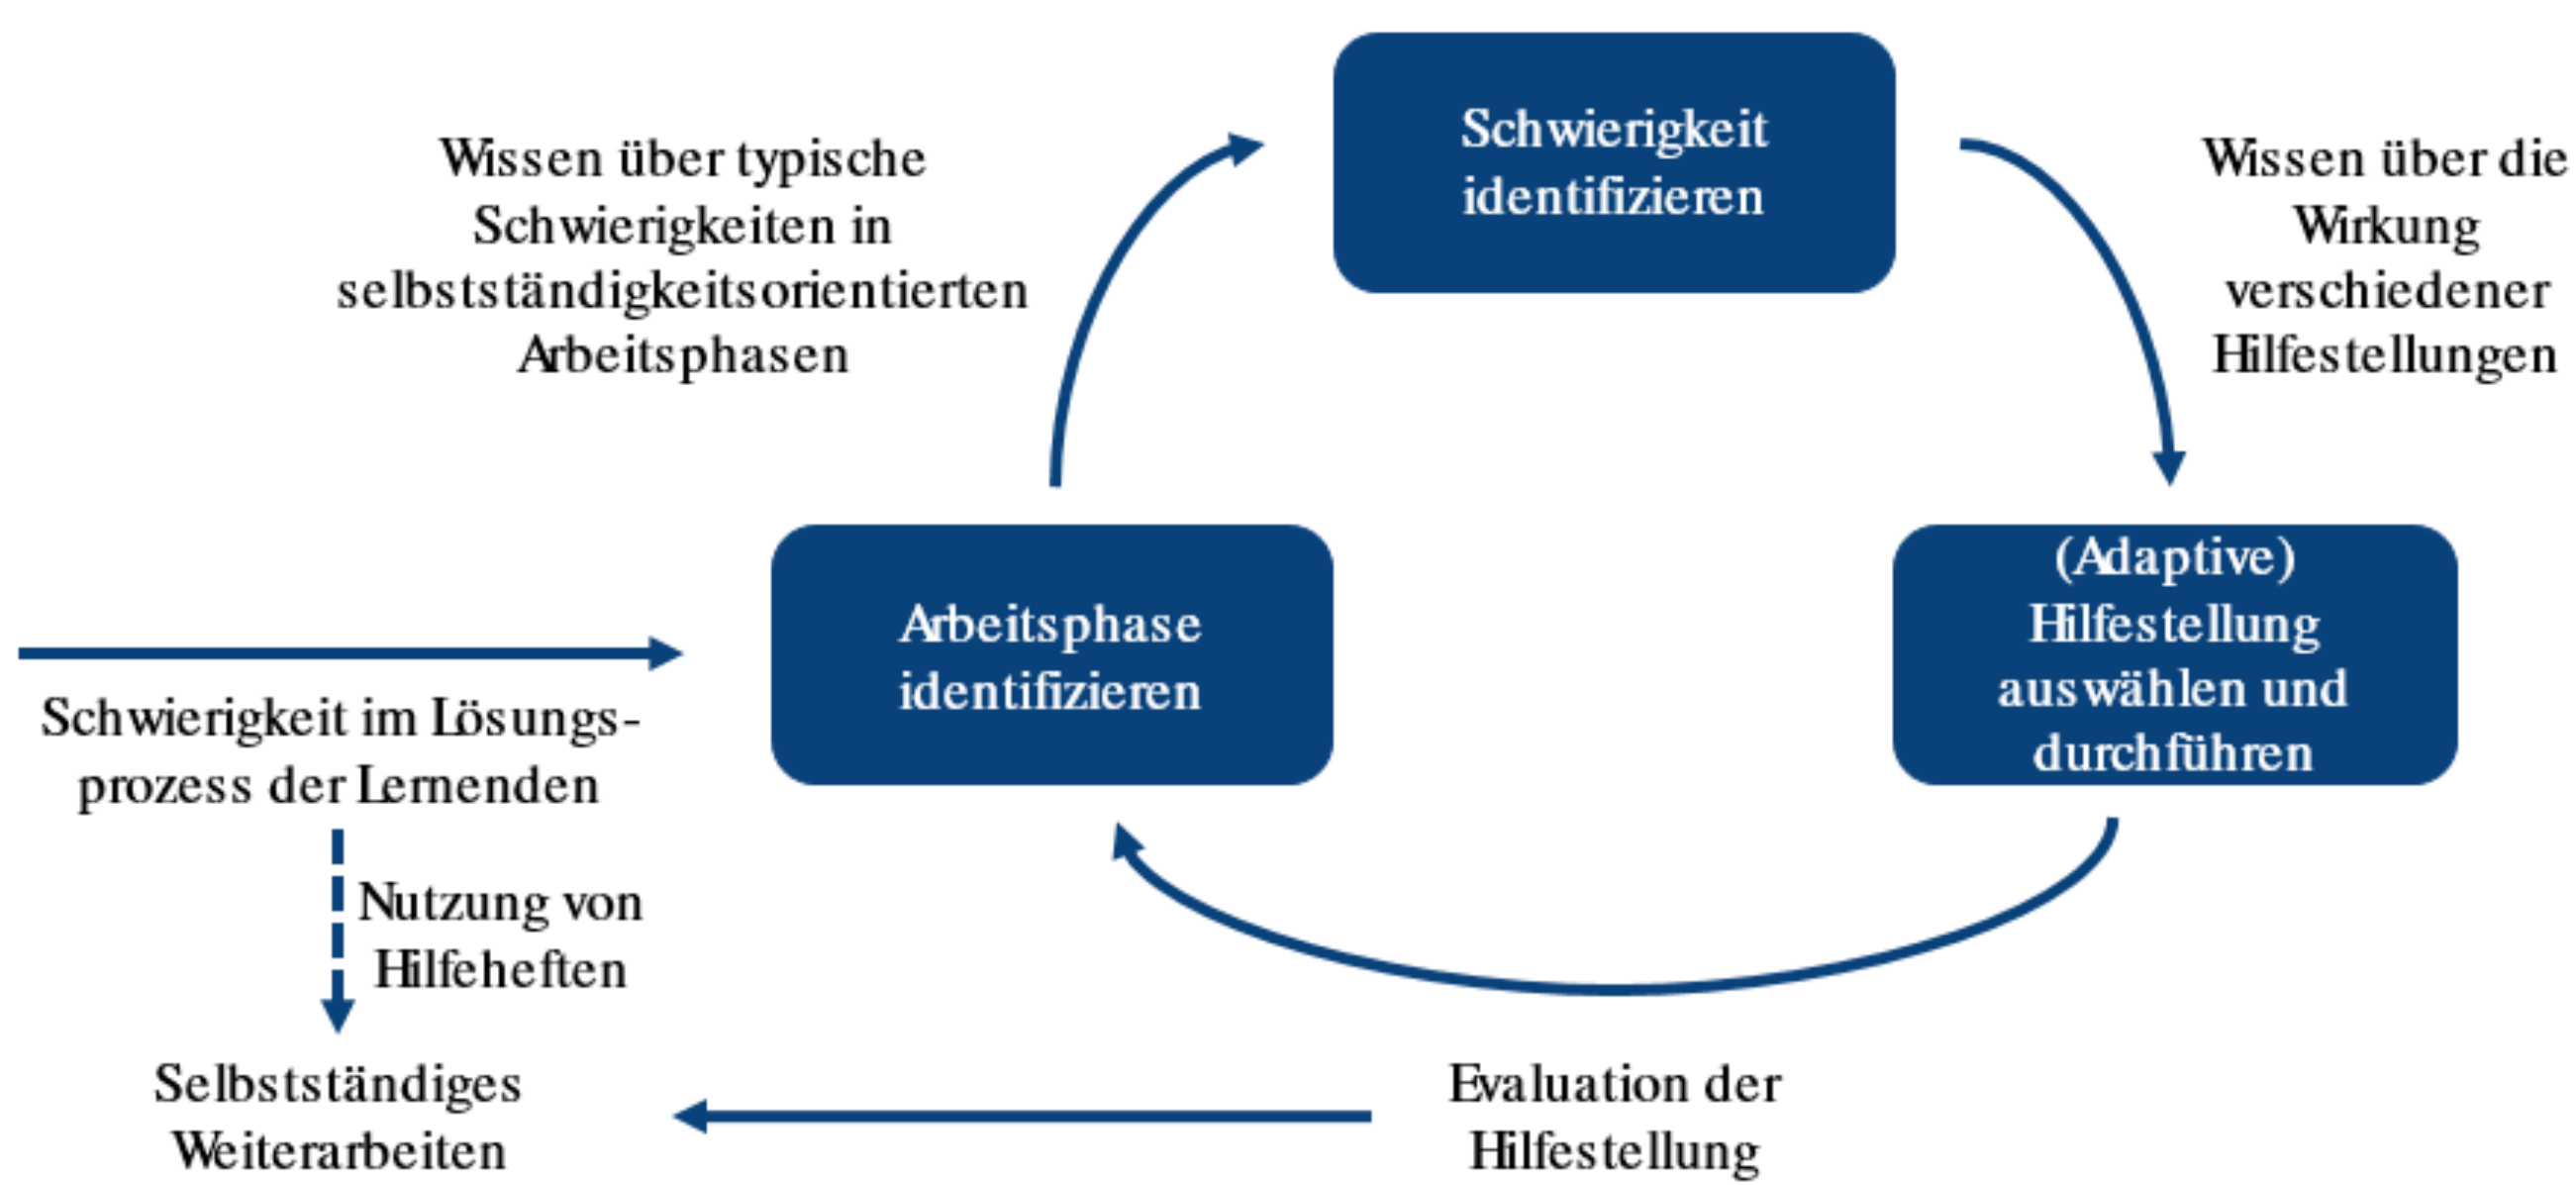 Schwierigkeit
identifizieren
Wissen über typische
Schwierigkeiten in
selbstständigkeitsorientierten
Arbeitsphasen
Wissen über die
Wirkung
verschiedener
Hilfestellungen
Arbeitsphase
identifizieren
(Adaptive)
Hilfestellung
auswählen und
durchführen
Schwierigkeit im Lösungs-
prozess der Lernenden
Nutzung von
Hilfeheften
Selbstständiges
Weiterarbeiten
Evaluation der
Hilfestellung